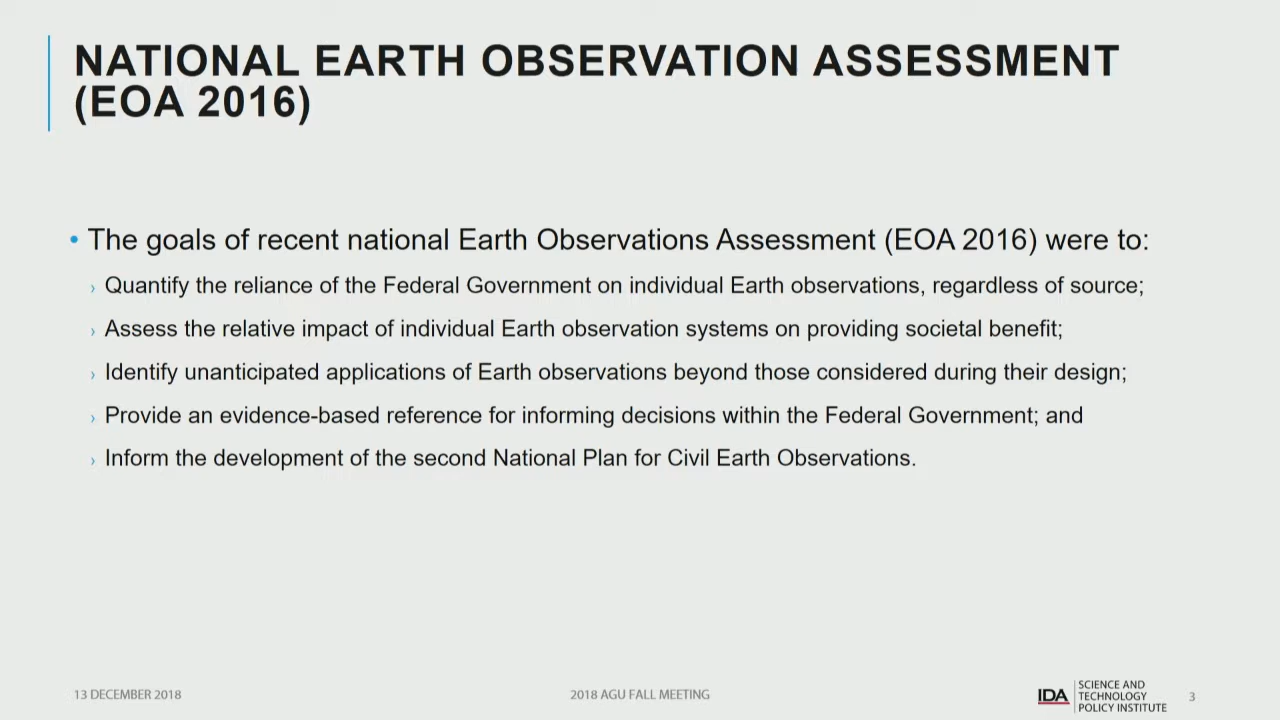 NATIONAL EARTH OBSERVATION ASSESSMENT
(EOA 2016)
• The goals of recent national Earth Observations Assessment (EOA 2016) were to:
› Quantify the reliance of the Federal Government on individual Earth observations, regardless of source;
› Assess the relative impact of individual Earth observation systems on providing societal benefit;
› Identify unanticipated applications of Earth observations beyond those considered during their design;
› Provide an evidence-based reference for informing decisions within the Federal Government; and
› Inform the development of the second National Plan for Civil Earth Observations.
13 DECEMBER 2018
2018 AGU FALL MEETING
IDA
SCIENCE AND
TECHNOLOGY
POLICY INSTITUTE
3